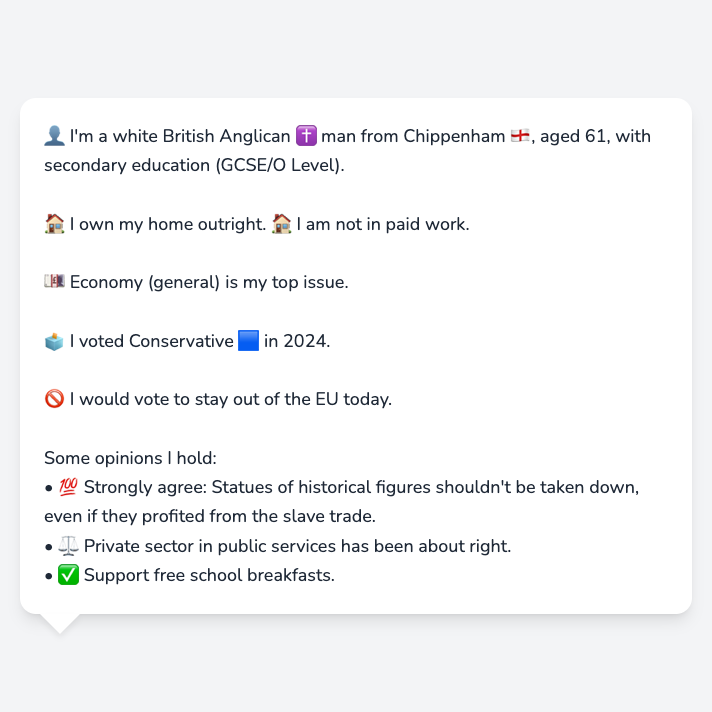 👤 I'm a white British Anglican ✝️ man from Chippenham 🏴󠁧󠁢󠁥󠁮󠁧󠁿, aged 61, with
secondary education (GCSE/O Level).
🏠 I own my home outright. 🏠 I am not in paid work.
💷 Economy (general) is my top issue.
🗳️ I voted Conservative 🟦 in 2024.
🚫 I would vote to stay out of the EU today.
Some opinions I hold:
• 💯 Strongly agree: Statues of historical figures shouldn't be taken down,
even if they profited from the slave trade.
• ⚖️ Private sector in public services has been about right.
• ✅ Support free school breakfasts.